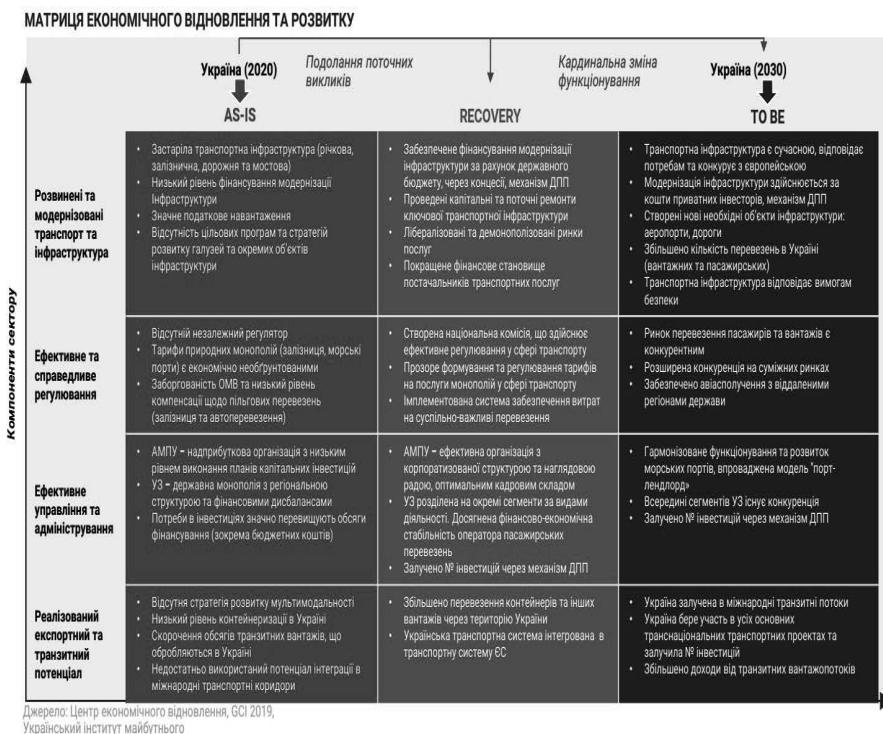 МАТРИЦЯ ЕКОНОМІЧНОГО ВІДНОВЛЕННЯ ТА РОЗВИТКУ
Україна (2020)
Подолання поточних
викликів
Кардинальна зміна
функціонування
Україна (2030)
AS-IS
RECOVERY
TO BE
Компоненти сектору
Розвинені та
модернізовані
транспорт та
інфраструктура
• Застаріла транспортна інфраструктура (річкова,
залізнична, дорожня та мостова)
• Низький рівень фінансування модернізації
Інфраструктури
• Значне податкове навантаження
• Відсутність цільових програм та стратегій
розвитку галузей та окремих об'єктів
інфраструктури
• Забезпечене фінансування модернізації
інфраструктури за рахунок державного
бюджету, через концесії, механізм ДПП
• Проведені капітальні та поточні ремонти
ключової транспортної інфраструктури
• Лібералізовані та демонополізовані ринки
послуг
• Покращене фінансове становище
постачальників транспортних послуг
• Транспортна інфраструктура є сучасною, відповідає
потребам та конкурує з європейською
• Модернізація інфраструктури здійснюється за
кошти приватних інвесторів, механізм ДПП
• Створені нові необхідні об'єкти інфраструктури:
аеропорти, дороги
• Збільшено кількість перевезень в Україні
(вантажних та пасажирських)
• Транспортна інфраструктура відповідає вимогам
безпеки
Ефективне та
справедливе
регулювання
• Відсутній незалежний регулятор
• Тарифи природних монополій (залізниця, морські
порти) є економічно необґрунтованими
• Заборгованість ОМВ та низький рівень
компенсації щодо пільгових перевезень
(залізниця та автоперевезення)
• Створена національна комісія, що здійснює
ефективне регулювання у сфері транспорту
• Прозоре формування та регулювання тарифів
на послуги монополій у сфері транспорту
• Імплементована система забезпечення витрат
на суспільно-важливі перевезення
• Ринок перевезення пасажирів та вантажів є
конкурентним
• Розширена конкуренція на суміжних ринках
• Забезпечено авіасполучення з віддаленими
регіонами держави
Ефективне
управління та
адміністрування
• АМПУ – надприбуткова організація з низьким
рівнем виконання планів капітальних інвестицій
• УЗ – державна монополія з регіональною
структурою та фінансовими дисбалансами
• Потреби в інвестиціях значно перевищують обсяги
фінансування (зокрема бюджетних коштів)
• АМПУ – ефективна організація з
корпоратизованої структурою та наглядовою
радою, оптимальним кадровим складом
• УЗ розділена на окремі сегменти за видами
діяльності. Досягнена фінансово-економічна
стабільність оператора пасажирських
перевезень
• Залучено № інвестицій через механізм ДПП
• Гармонізоване функціонування та розвиток
морських портів, впроваджена модель "порт-
лендлорд»
• Всередині сегментів УЗ існує конкуренція
• Залучено № інвестицій через механізм ДПП
Реалізований
експортний та
транзитний
потенціал
• Відсутня стратегія розвитку мультимодальності
• Низький рівень контейнеризації в Україні
• Скорочення обсягів транзитних вантажів, що
обробляються в Україні
• Недостатньо використаний потенціал інтеграції в
міжнародні транспортні коридори
• Збільшено перевезення контейнерів та інших
вантажів через територію України
• Українська транспортна система інтегрована в
транспортну систему ЄС
• Україна залучена в міжнародні транзитні потоки
• Україна бере участь в усіх основних
транснаціональних транспортних проектах та
залучила № інвестицій
• Збільшено доходи від транзитних вантажопотоків
Джерело: Центр економічного відновлення, GCI 2019,
Український інститут майбутнього